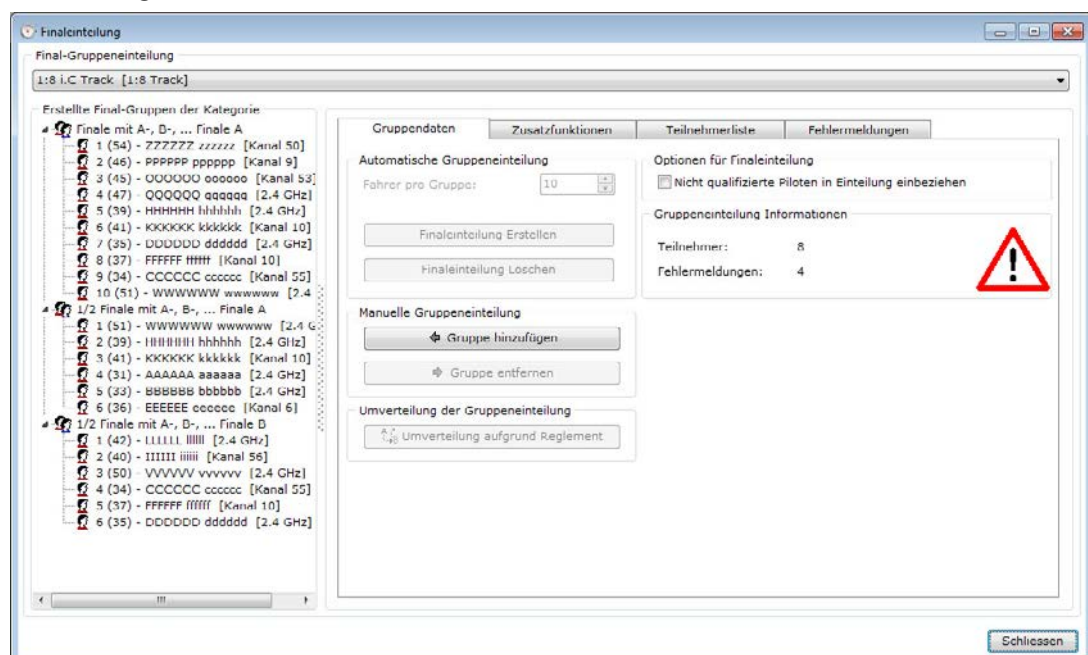 Finaleinteilung
Final-Gruppeneinteilung
1:8 i.C Track [1:8 Track]
Erstellte Final-Gruppen der Kategorie
Finale mit A-, B-, ... Finale A
1 (54) - ZZZZZZ zzzzzz [Kanal 50]
2 (46) - PPPPPP pppppp [Kanal 9]
3 (45) - OOOOOO oooooo [Kanal 53]
4 (47) - QQQQQQ qqqqqq [2.4 GHz]
5 (39) - HHHHHH hhhhhh [2.4 GHz]
6 (41) - KKKKKK kkkkkk [Kanal 10]
7 (35) - DDDDDD dddddd [2.4 GHz]
8 (37) - FFFFFF ffffff [Kanal 10]
9 (34) - CCCCCC cccccc [Kanal 55]
10 (51) - WWWWWW wwwwww [2.4
1/2 Finale mit A-, B-, ... Finale A
1 (51) - WWWWWW wwwwww [2.4 G
2 (39) - HHHHHH hhhhhh [2.4 GHz]
3 (41) - KKKKKK kkkkkk [Kanal 10]
4 (31) - AAAAAA aaaaaa [2.4 GHz]
5 (33) - BBBBBB bbbbbb [2.4 GHz]
6 (36) - EEEEEE eeeeee [Kanal 6]
1/2 Finale mit A-, B-, ... Finale B
1 (42) - LLLLLL llllll [2.4 GHz]
2 (40) - IIIIII iiiiii [Kanal 56]
3 (50) - VVVVVV vvvvvv [2.4 GHz]
4 (34) - CCCCCC cccccc [Kanal 55]
5 (37) - FFFFFF ffffff [Kanal 10]
6 (35) - DDDDDD dddddd [2.4 GHz]
Gruppendaten
Zusatzfunktionen
Teilnehmerliste
Fehlermeldungen
Automatische Gruppeneinteilung
Fahrer pro Gruppe: 10
Finaleinteilung Erstellen
Finaleinteilung Löschen
Manuelle Gruppeneinteilung
Gruppe hinzufügen
Gruppe entfernen
Umverteilung der Gruppeneinteilung
Umverteilung aufgrund Reglement
Optionen für Finaleinteilung
Nicht qualifizierte Piloten in Einteilung einbeziehen
Gruppeneinteilung Informationen
Teilnehmer: 8
Fehlermeldungen: 4
Schliessen